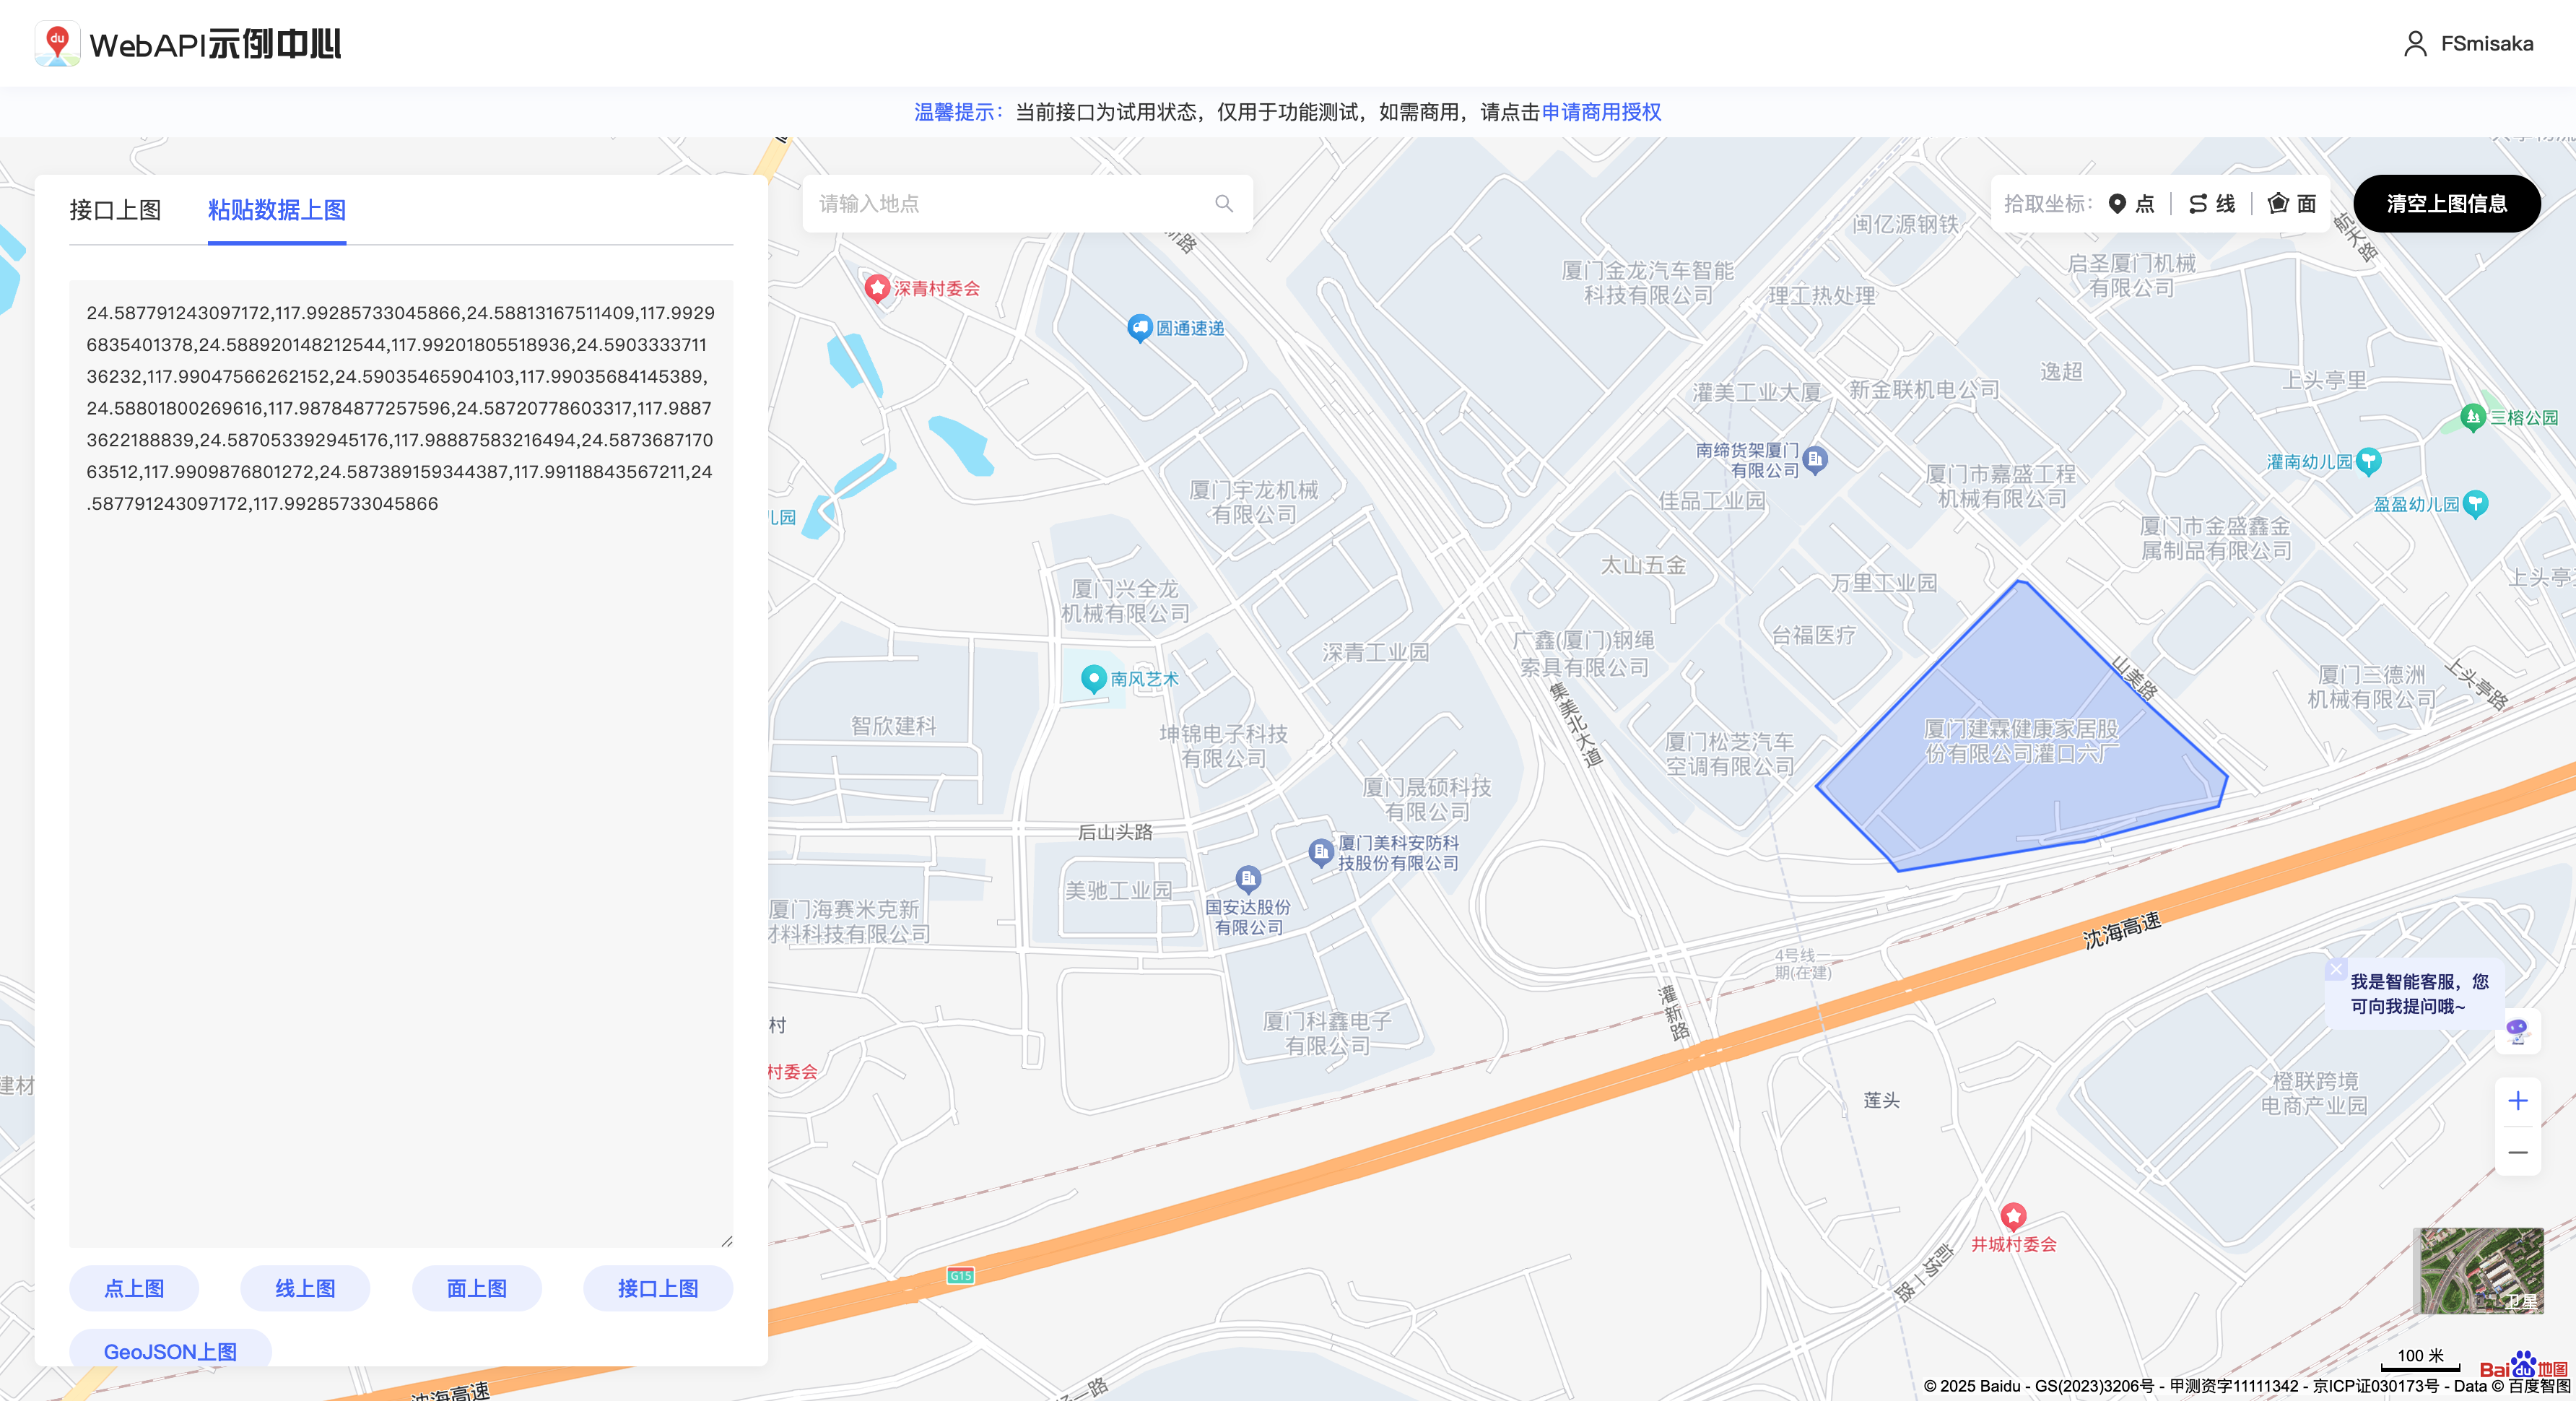 du WebAPI示例中心
FSmisaka
温馨提示：当前接口为试用状态，仅用于功能测试，如需商用，请点击申请商用授权
接口上图
粘贴数据上图
24.587791243097172,117.99285733045866,24.58813167511409,117.9929
6835401378,24.588920148212544,117.99201805518936,24.5903333711
36232,117.99047566262152,24.59035465904103,117.99035684145389,
24.58801800269616,117.98784877257596,24.58720778603317,117.9887
3622188839,24.587053392945176,117.98887583216494,24.5873687170
63512,117.9909876801272,24.587389159344387,117.99118843567211,24
.587791243097172,117.99285733045866
点上图
线上图
面上图
接口上图
GeoJSON上图
请输入地点
拾取坐标：
点
线
面
清空上图信息
闽亿源钢铁
深青村委会
圆通速递
厦门金龙汽车智能
科技有限公司
理工热处理
启圣厦门机械
有限公司
灌美工业大厦
新金联机电公司
逸超
上头亭里
三榕公园
南缔货架厦门
有限公司
灌南幼儿园
盈盈幼儿园
佳品工业园
厦门市嘉盛工程
机械有限公司
厦门宇龙机械
有限公司
儿园
厦门市金盛鑫金
属制品有限公司
太山五金
万里工业园
厦门兴全龙
机械有限公司
台福医疗
广鑫(厦门)钢绳
索具有限公司
深青工业园
南风艺术
山美路
厦门三德洲
机械有限公司
上头亭路
智欣建科
坤锦电子科技
有限公司
集美北大道
厦门松芝汽车
空调有限公司
厦门建霖健康家居股
份有限公司灌口六厂
厦门晟硕科技
有限公司
后山头路
厦门美科安防科
技股份有限公司
美驰工业园
国安达股份
有限公司
厦门海赛米克新
材料科技有限公司
沈海高速
4号线一
期(在建)
灌新路
厦门科鑫电子
有限公司
村
村委会
建材
我是智能客服，您
可向我提问哦~
橙联跨境
电商产业园
莲头
井城村委会
前场一路
G15
沈海高速
卫星
100 米
Bai du 地图
© 2025 Baidu - GS(2023)3206号 - 甲测资字11111342 - 京ICP证030173号 - Data © 百度智图